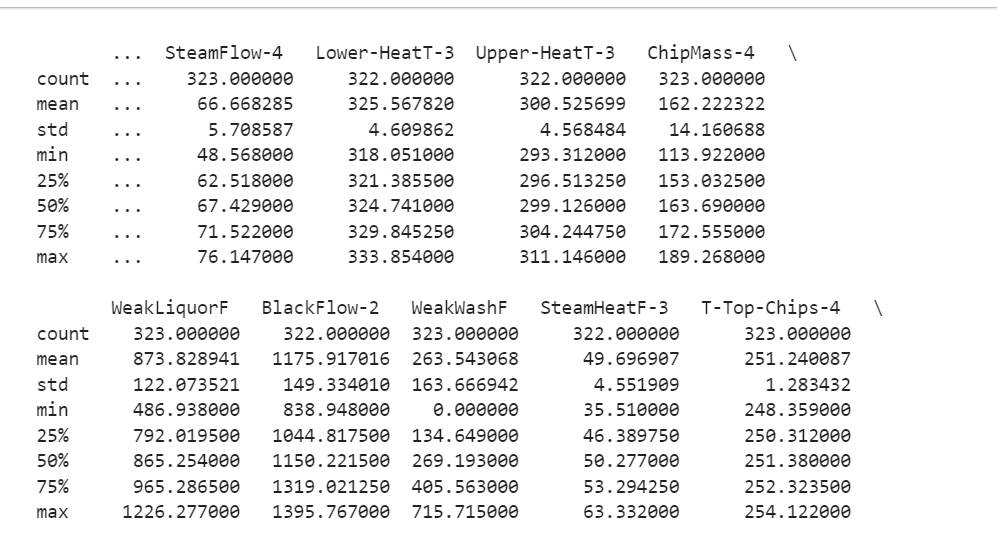 ... SteamFlow-4 Lower-HeatT-3 Upper-HeatT-3 ChipMass-4 \
count ... 323.000000 322.000000 322.000000 323.000000
mean ... 66.668285 325.567820 300.525699 162.222322
std ... 5.708587 4.609862 4.568484 14.160688
min ... 48.568000 318.051000 293.312000 113.922000
25% ... 62.518000 321.385500 296.513250 153.032500
50% ... 67.429000 324.741000 299.126000 163.690000
75% ... 71.522000 329.845250 304.244750 172.555000
max ... 76.147000 333.854000 311.146000 189.268000
WeakLiquorF BlackFlow-2 WeakWashF SteamHeatF-3 T-Top-Chips-4 \
count 323.000000 322.000000 323.000000 322.000000 323.000000
mean 873.828941 1175.917016 263.543068 49.696907 251.240087
std 122.073521 149.334010 163.666942 4.551909 1.283432
min 486.938000 838.948000 0.000000 35.510000 248.359000
25% 792.019500 1044.817500 134.649000 46.389750 250.312000
50% 865.254000 1150.221500 269.193000 50.277000 251.380000
75% 965.286500 1319.021250 405.563000 53.294250 252.323500
max 1226.277000 1395.767000 715.715000 63.332000 254.122000